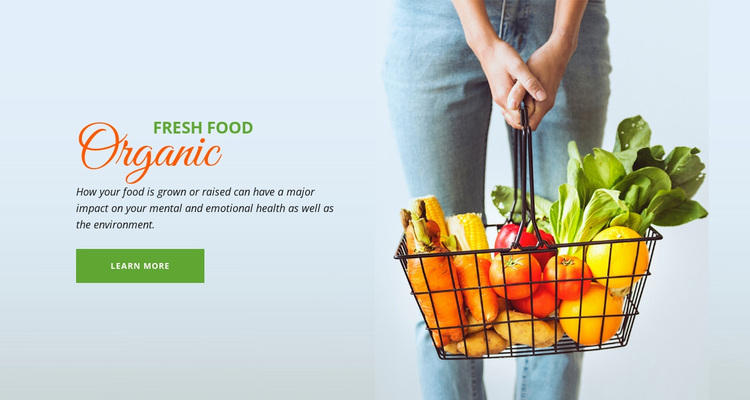 FRESH FOOD
Organic
How your food is grown or raised can have a major
impact on your mental and emotional health as well as
the environment.
LEARN MORE